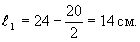 ℓ₁ = 24 − 20/2 = 14 см.